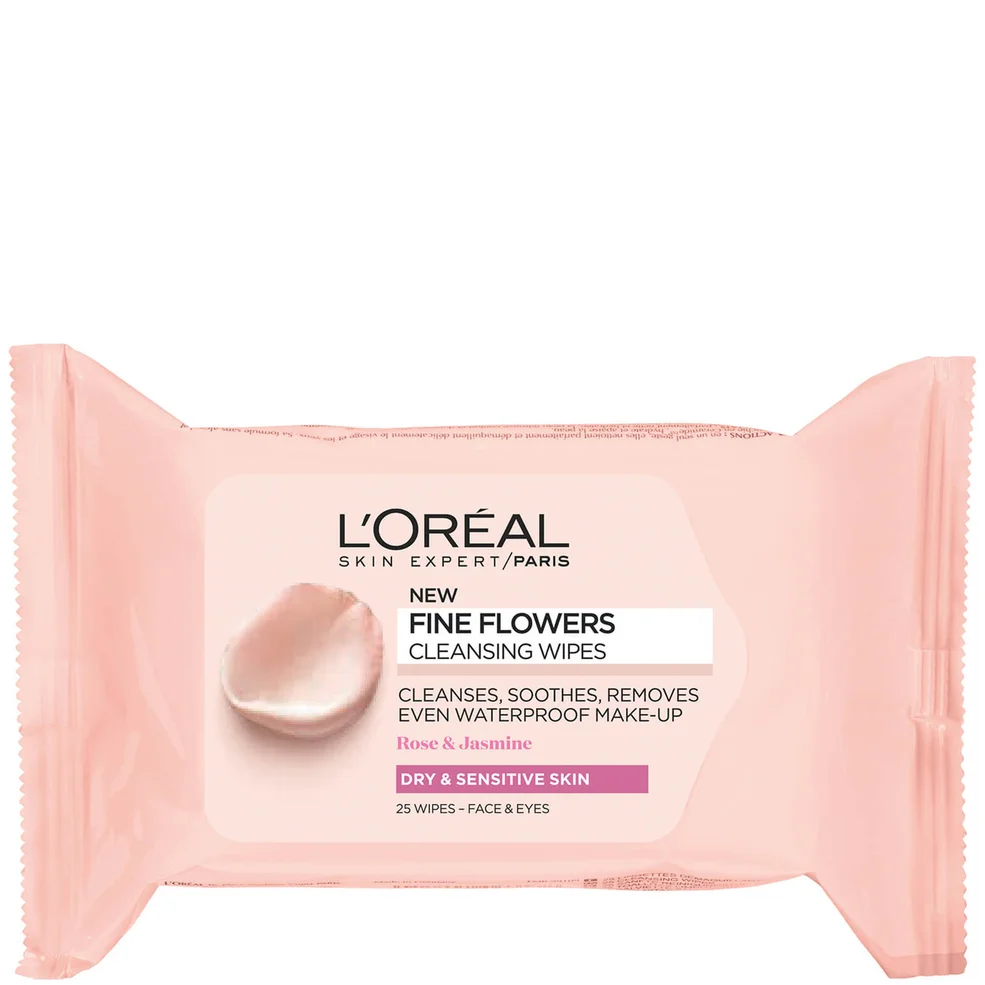 L'ORÉAL
SKIN EXPERT/PARIS
NEW
FINE FLOWERS
CLEANSING WIPES
CLEANSES, SOOTHES, REMOVES
EVEN WATERPROOF MAKE-UP
Rose & Jasmine
DRY & SENSITIVE SKIN
25 WIPES – FACE & EYES